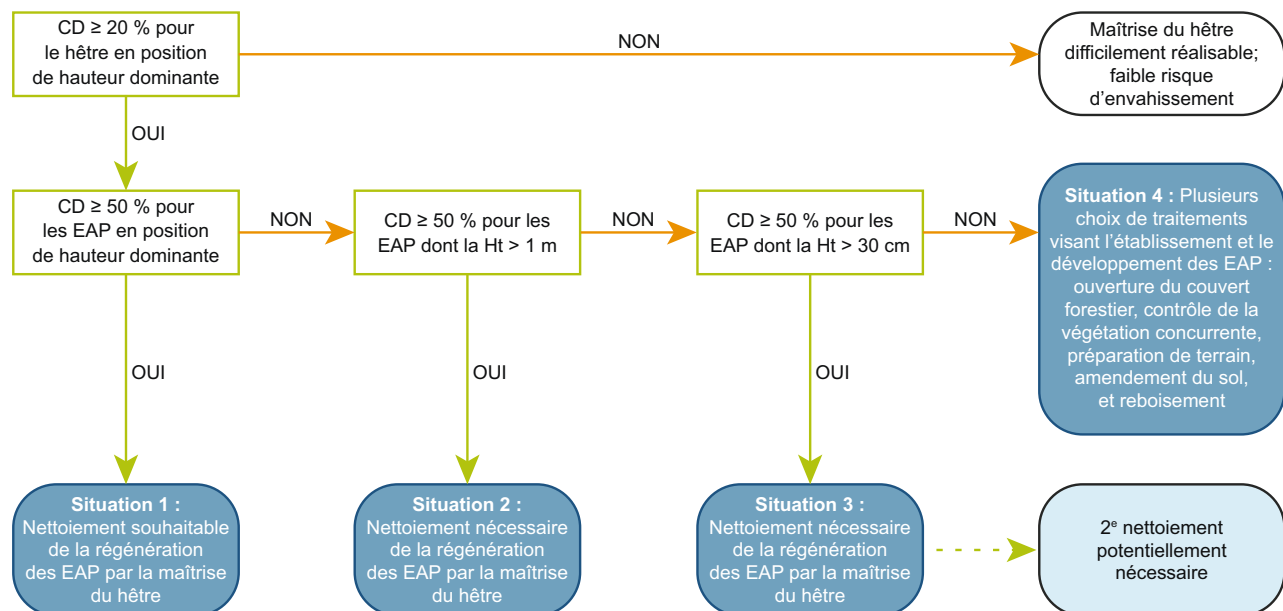 CD ≥ 20 % pour
le hêtre en position
de hauteur dominante
NON
Maîtrise du hêtre
difficilement réalisable;
faible risque
d’envahissement
OUI
CD ≥ 50 % pour
les EAP en position
de hauteur dominante
NON
CD ≥ 50 % pour les
EAP dont la Ht > 1 m
NON
CD ≥ 50 % pour les
EAP dont la Ht > 30 cm
NON
Situation 4 : Plusieurs
choix de traitements
visant l’établissement et le
développement des EAP :
ouverture du couvert
forestier, contrôle de la
végétation concurrente,
préparation de terrain,
amendement du sol,
et reboisement
OUI
OUI
OUI
Situation 1 :
Nettoiement souhaitable
de la régénération
des EAP par la maîtrise
du hêtre
Situation 2 :
Nettoiement nécessaire
de la régénération
des EAP par la maîtrise
du hêtre
Situation 3 :
Nettoiement nécessaire
de la régénération
des EAP par la maîtrise
du hêtre
2e nettoiement
potentiellement
nécessaire